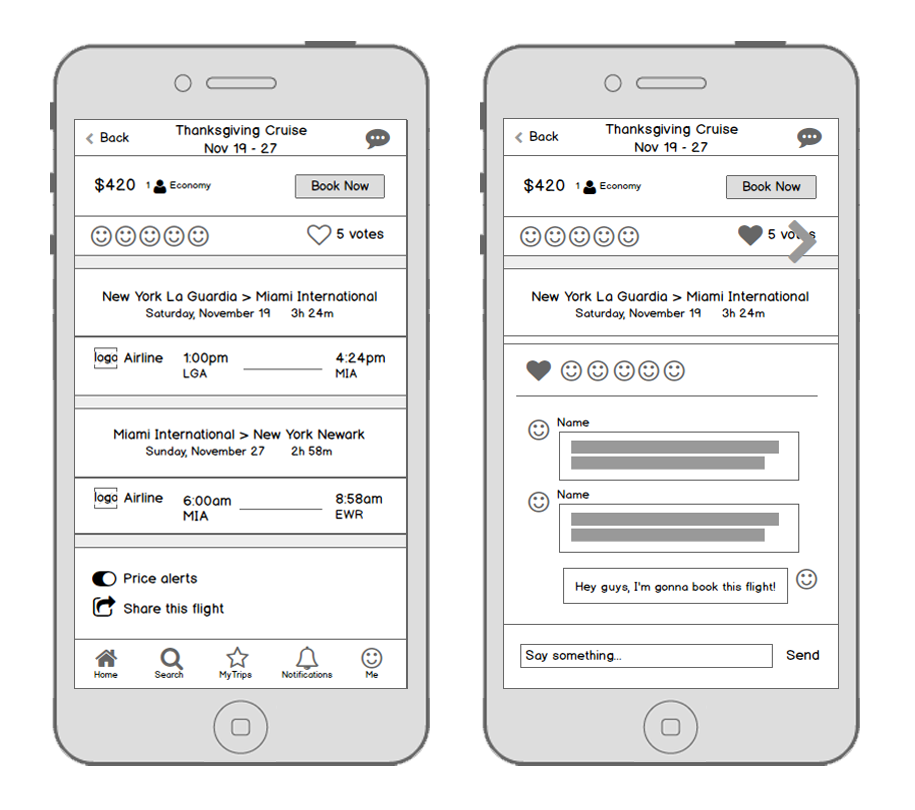 Back
Thanksgiving Cruise
Nov 19 - 27
$420 1 Economy
Book Now
5 votes
New York La Guardia > Miami International
Saturday, November 19 3h 24m
logo Airline 1:00pm 4:24pm
LGA MIA
Miami International > New York Newark
Sunday, November 27 2h 58m
logo Airline 6:00am 8:58am
MIA EWR
Price alerts
Share this flight
Home Search MyTrips Notifications Me
Back
Thanksgiving Cruise
Nov 19 - 27
$420 1 Economy
Book Now
5 votes
New York La Guardia > Miami International
Saturday, November 19 3h 24m
Name
Name
Hey guys, I'm gonna book this flight!
Say something... Send